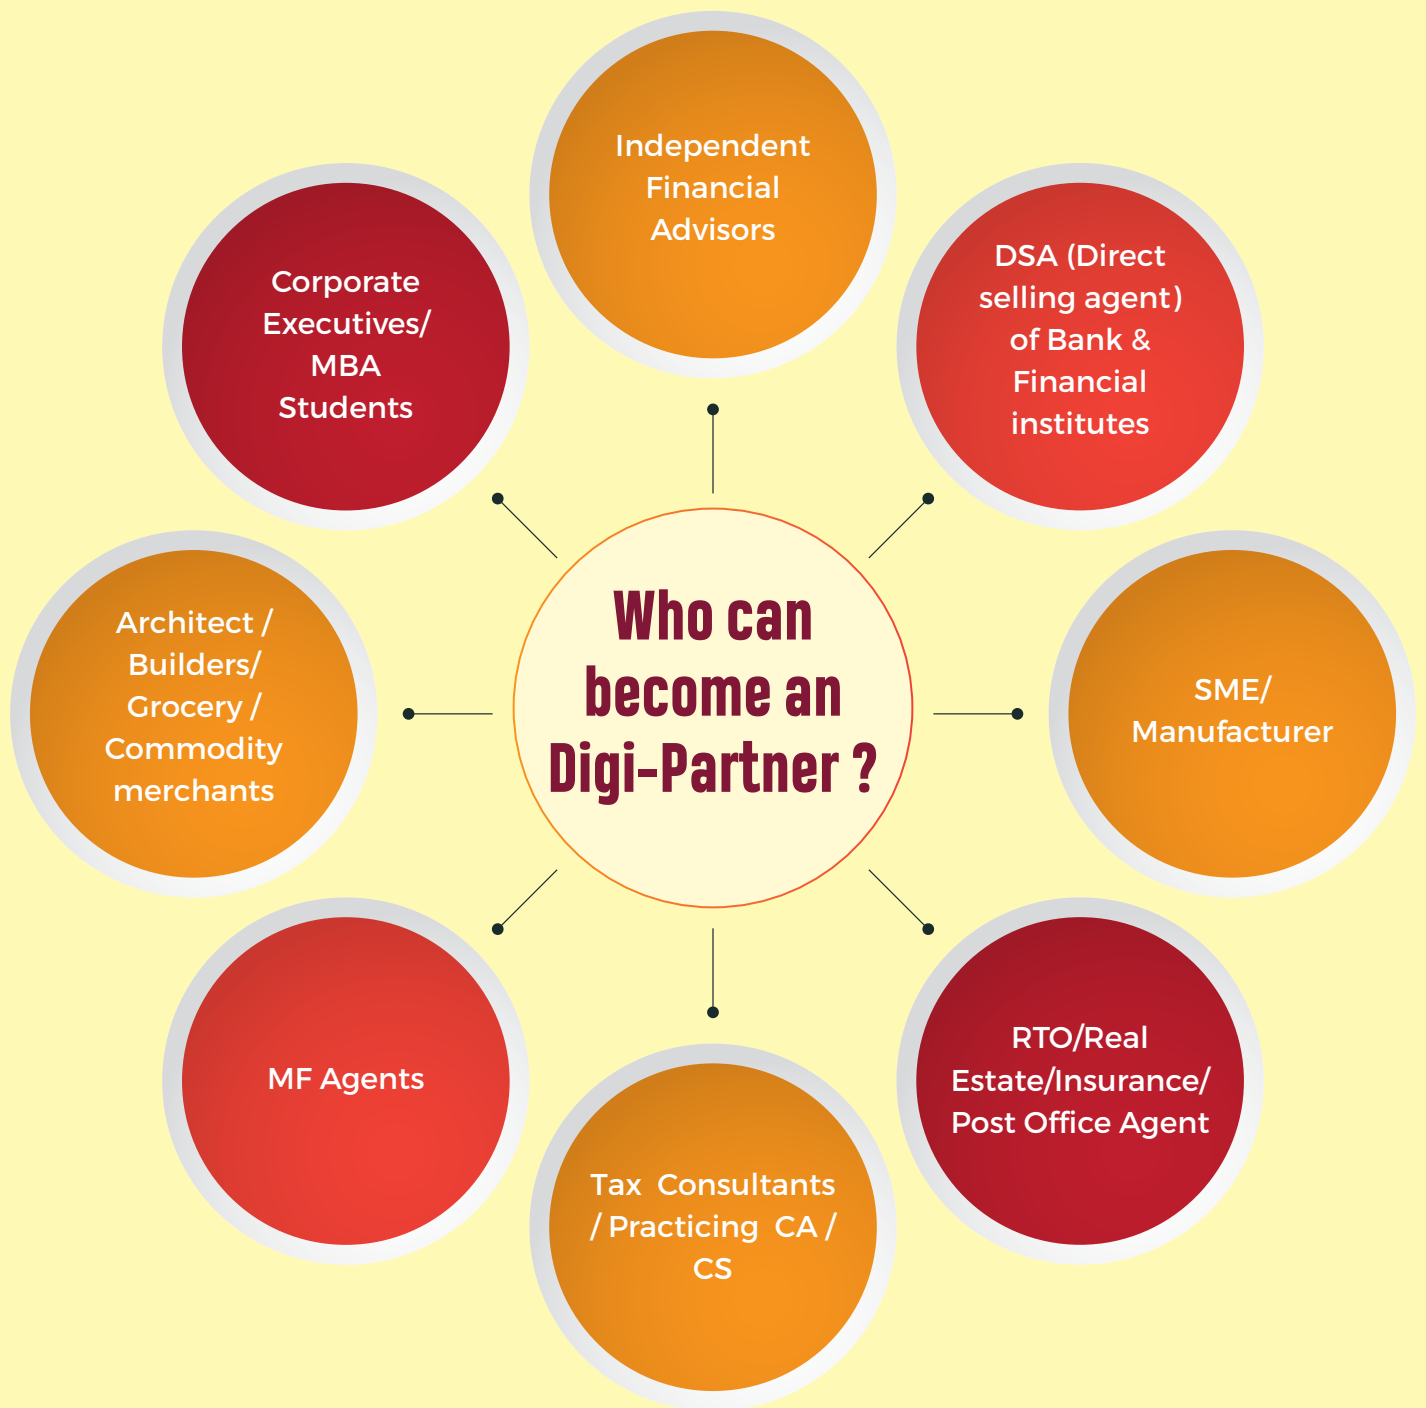 Independent
Financial
Advisors
DSA (Direct
selling agent)
of Bank &
Financial
institutes
SME/
Manufacturer
RTO/Real
Estate/Insurance/
Post Office Agent
Tax Consultants
/ Practicing CA /
CS
MF Agents
Architect /
Builders/
Grocery /
Commodity
merchants
Corporate
Executives/
MBA
Students
Who can
become an
Digi-Partner ?